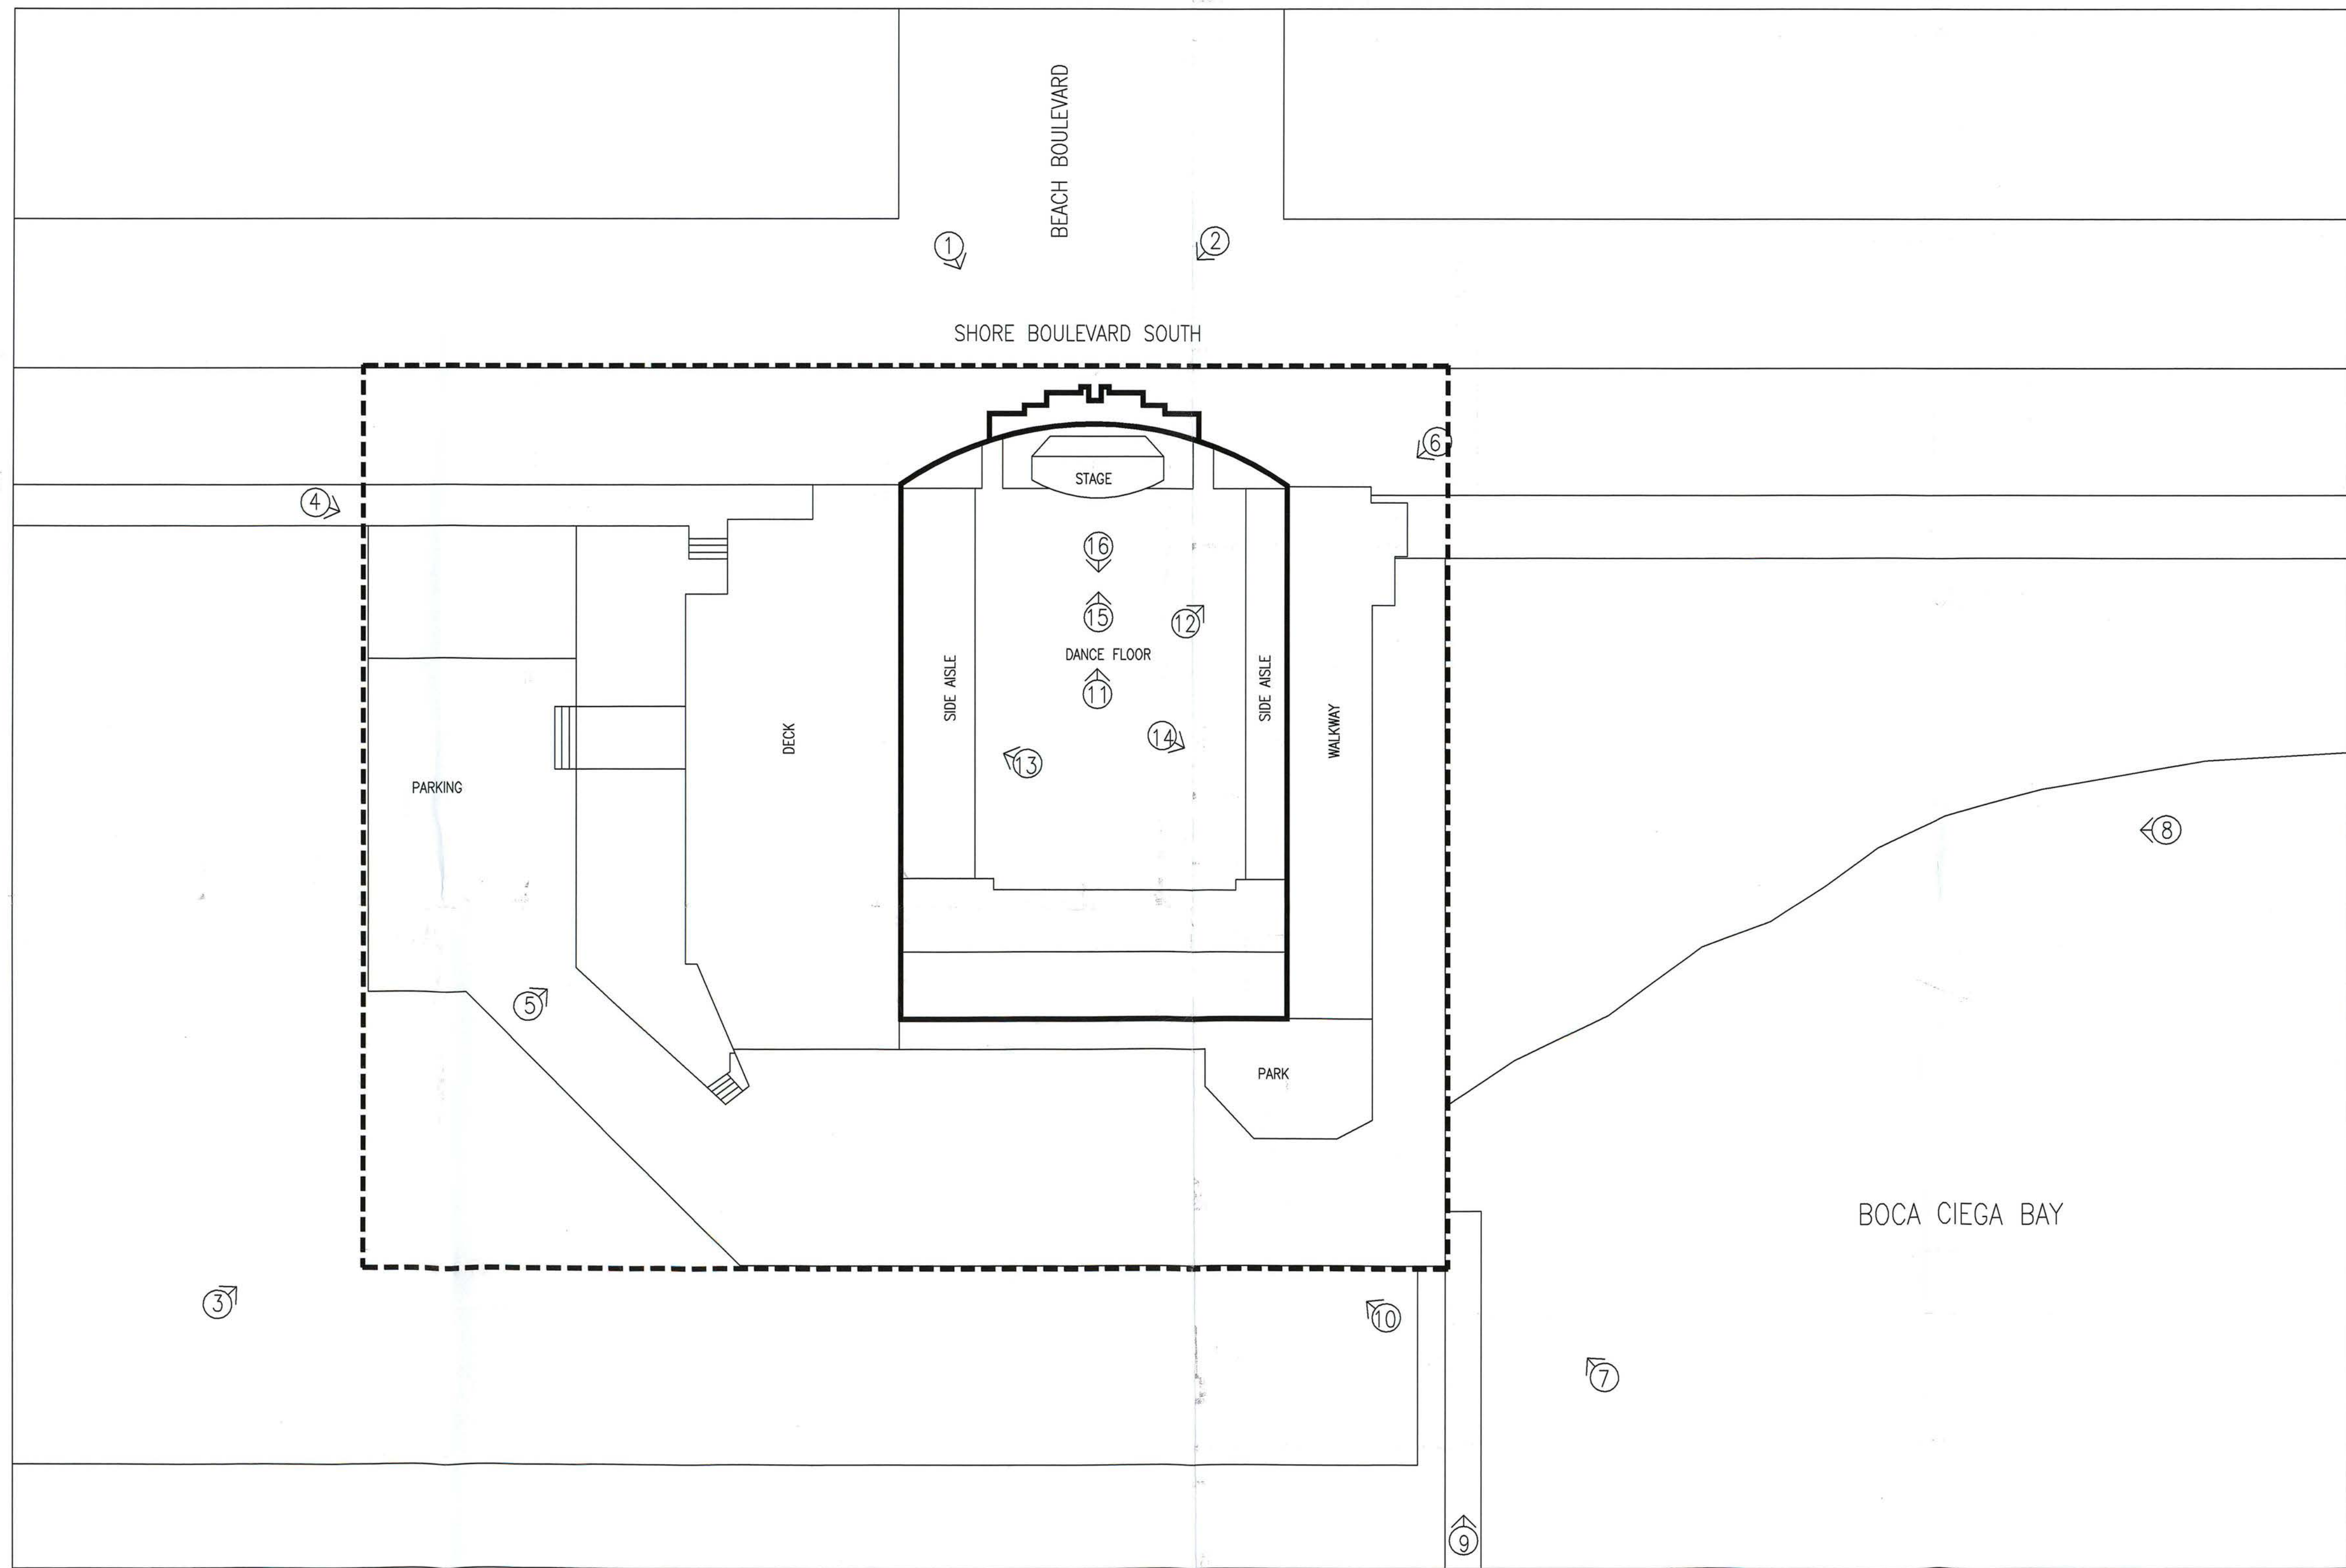 BEACH BOULEVARD
1
2
SHORE BOULEVARD SOUTH
6
STAGE
4
16
15
12
DANCE FLOOR
11
SIDE AISLE
SIDE AISLE
WALKWAY
DECK
14
13
PARKING
8
5
PARK
BOCA CIEGA BAY
3
10
7
9